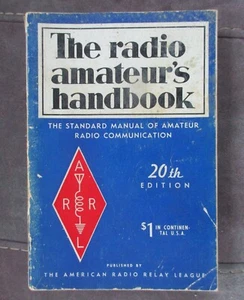 The radio
amateur's
handbook
THE STANDARD MANUAL OF AMATEUR
RADIO COMMUNICATION
20th
EDITION
A
R R
L
$1 IN CONTINEN-
TAL U.S.A.
PUBLISHED BY
THE AMERICAN RADIO RELAY LEAGUE